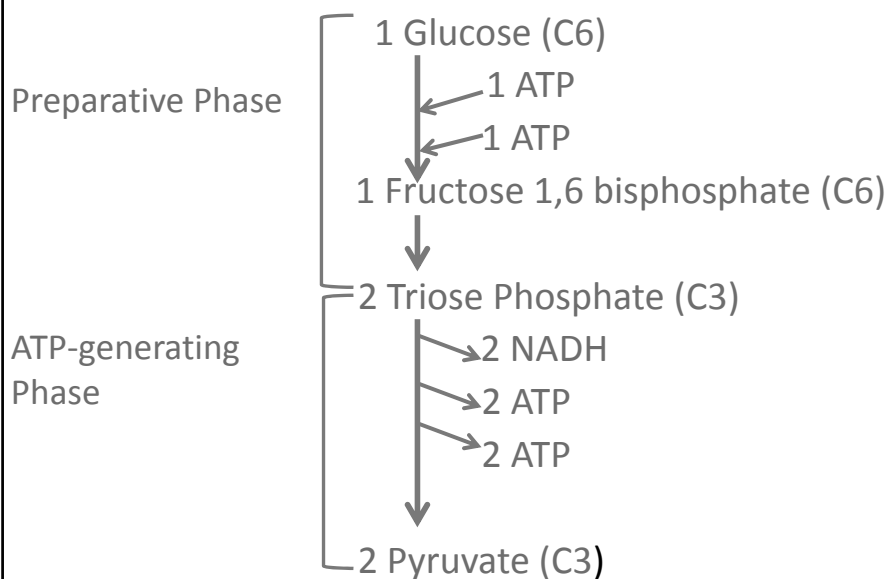 1 Glucose (C6)
Preparative Phase
1 ATP
1 ATP
1 Fructose 1,6 bisphosphate (C6)
2 Triose Phosphate (C3)
ATP-generating
Phase
2 NADH
2 ATP
2 ATP
2 Pyruvate (C3)